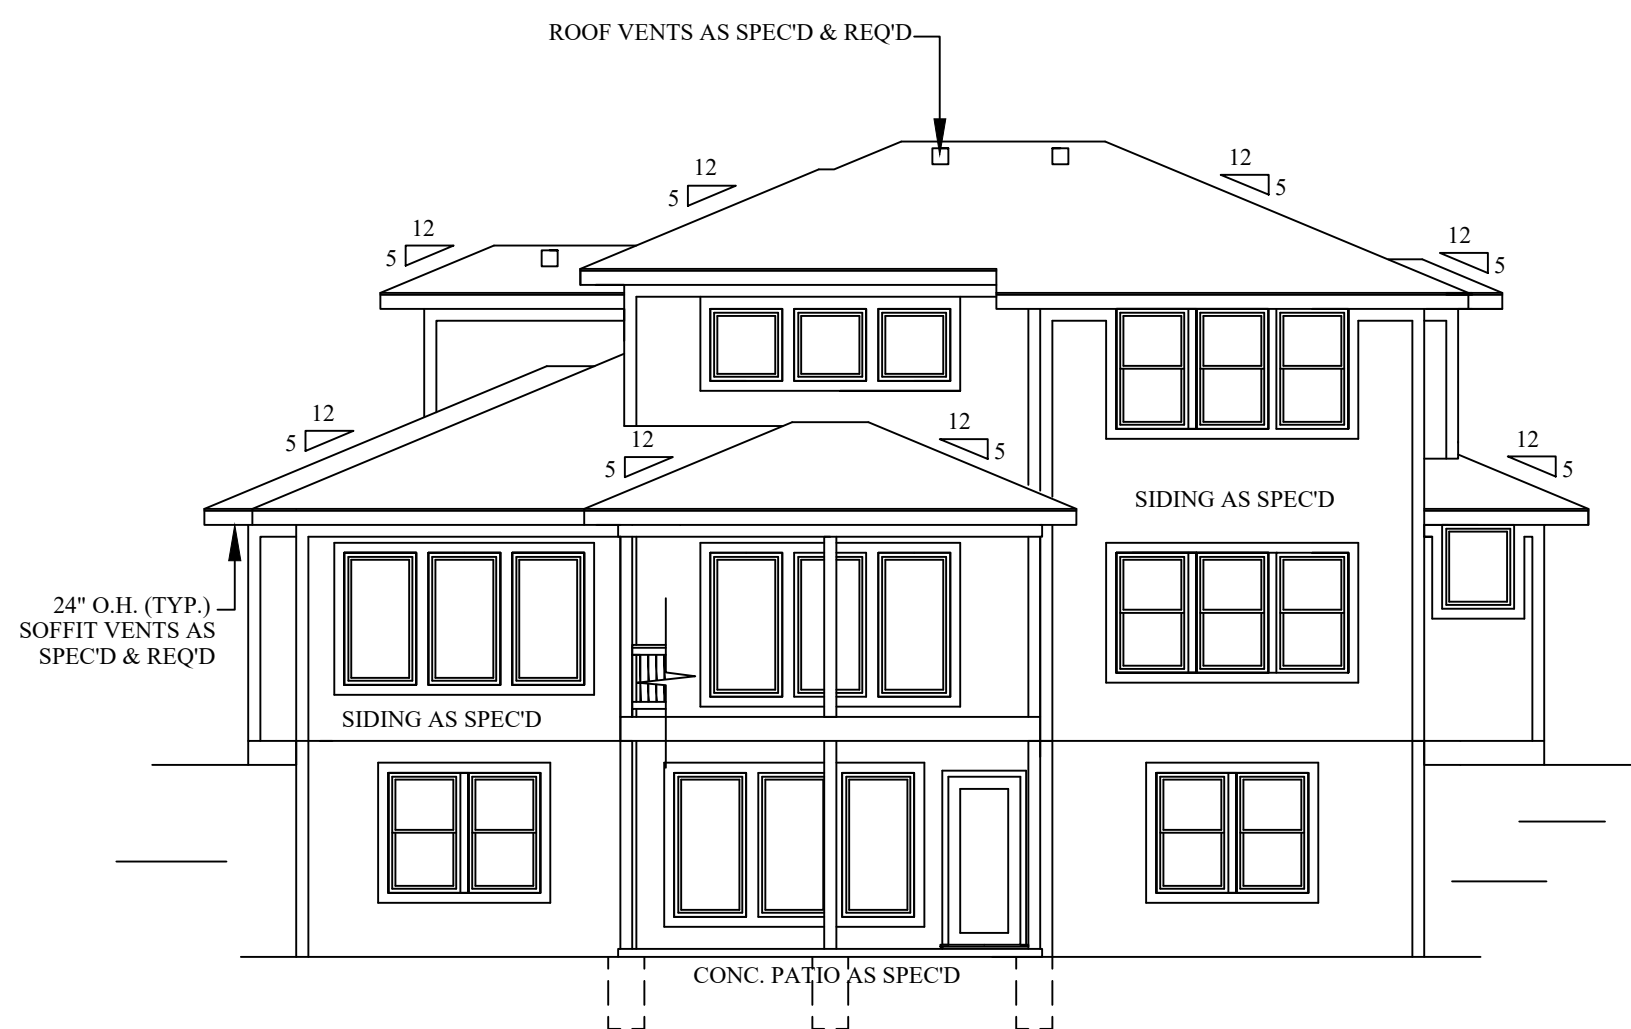 ROOF VENTS AS SPEC'D & REQ'D
12
5
12
5
12
5
12
5
12
5
12
5
12
5
12
5
SIDING AS SPEC'D
24" O.H. (TYP.)
SOFFIT VENTS AS
SPEC'D & REQ'D
SIDING AS SPEC'D
CONC. PATIO AS SPEC'D